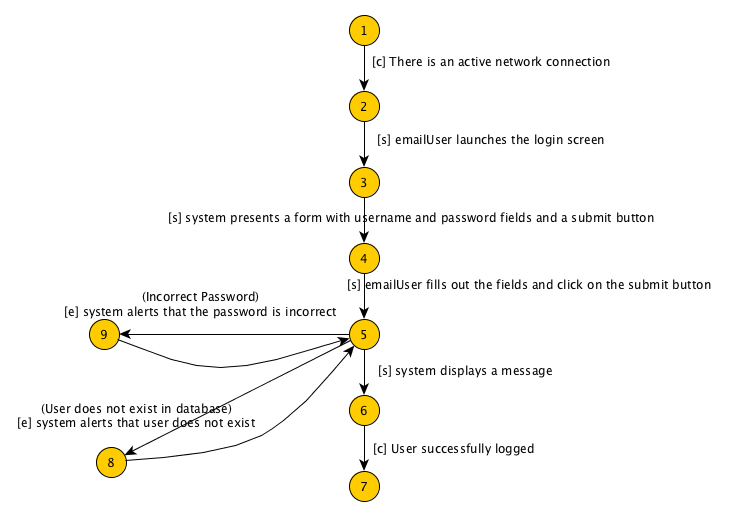 1
[c] There is an active network connection
2
[s] emailUser launches the login screen
3
[s] system presents a form with username and password fields and a submit button
4
[s] emailUser fills out the fields and click on the submit button
(Incorrect Password)
[e] system alerts that the password is incorrect
9
5
[s] system displays a message
(User does not exist in database)
[e] system alerts that user does not exist
6
[c] User successfully logged
8
7